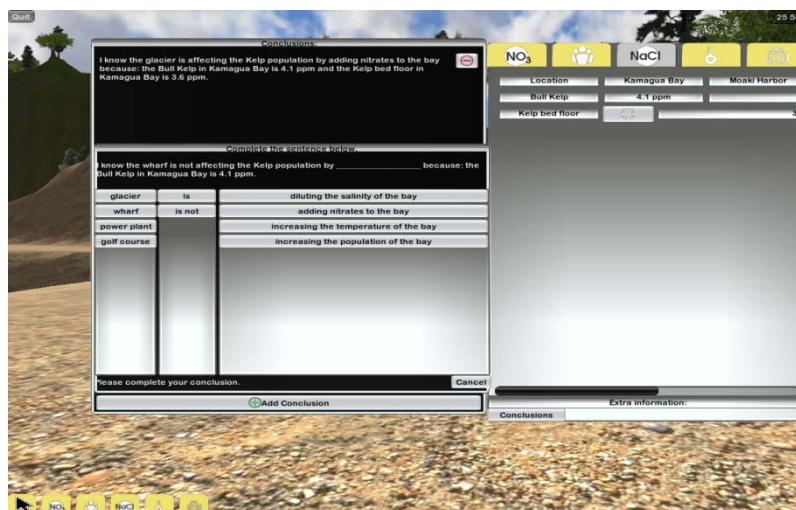 Quit
25 5
Conclusions:
I know the glacier is affecting the Kelp population by adding nitrates to the bay
because: the Bull Kelp in Kamagua Bay is 4.1 ppm and the Kelp bed floor in
Kamagua Bay is 3.6 ppm.
Complete the sentence below.
I know the wharf is not affecting the Kelp population by ____________________ because: the
Bull Kelp in Kamagua Bay is 4.1 ppm.
glacier is diluting the salinity of the bay
wharf is not adding nitrates to the bay
power plant increasing the temperature of the bay
golf course increasing the population of the bay
Please complete your conclusion. Cancel
Add Conclusion
NO3 NaCl
Location Kamagua Bay Moaki Harbor
Bull Kelp 4.1 ppm
Kelp bed floor 3
Extra information:
Conclusions
NO3 NaCl